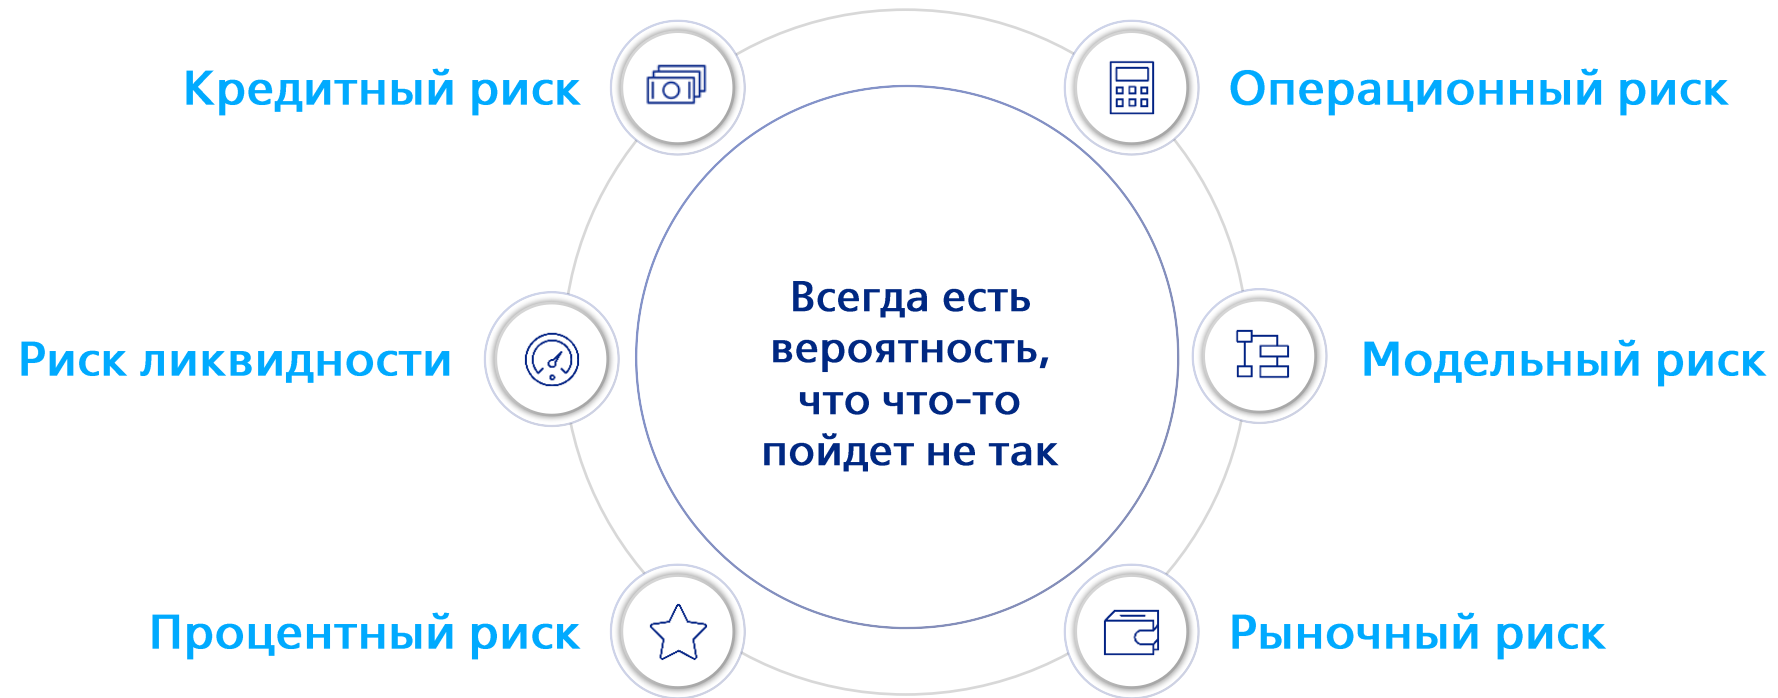 Кредитный риск
Операционный риск
Всегда есть
вероятность,
что что-то
пойдет не так
Риск ликвидности
Модельный риск
Процентный риск
Рыночный риск